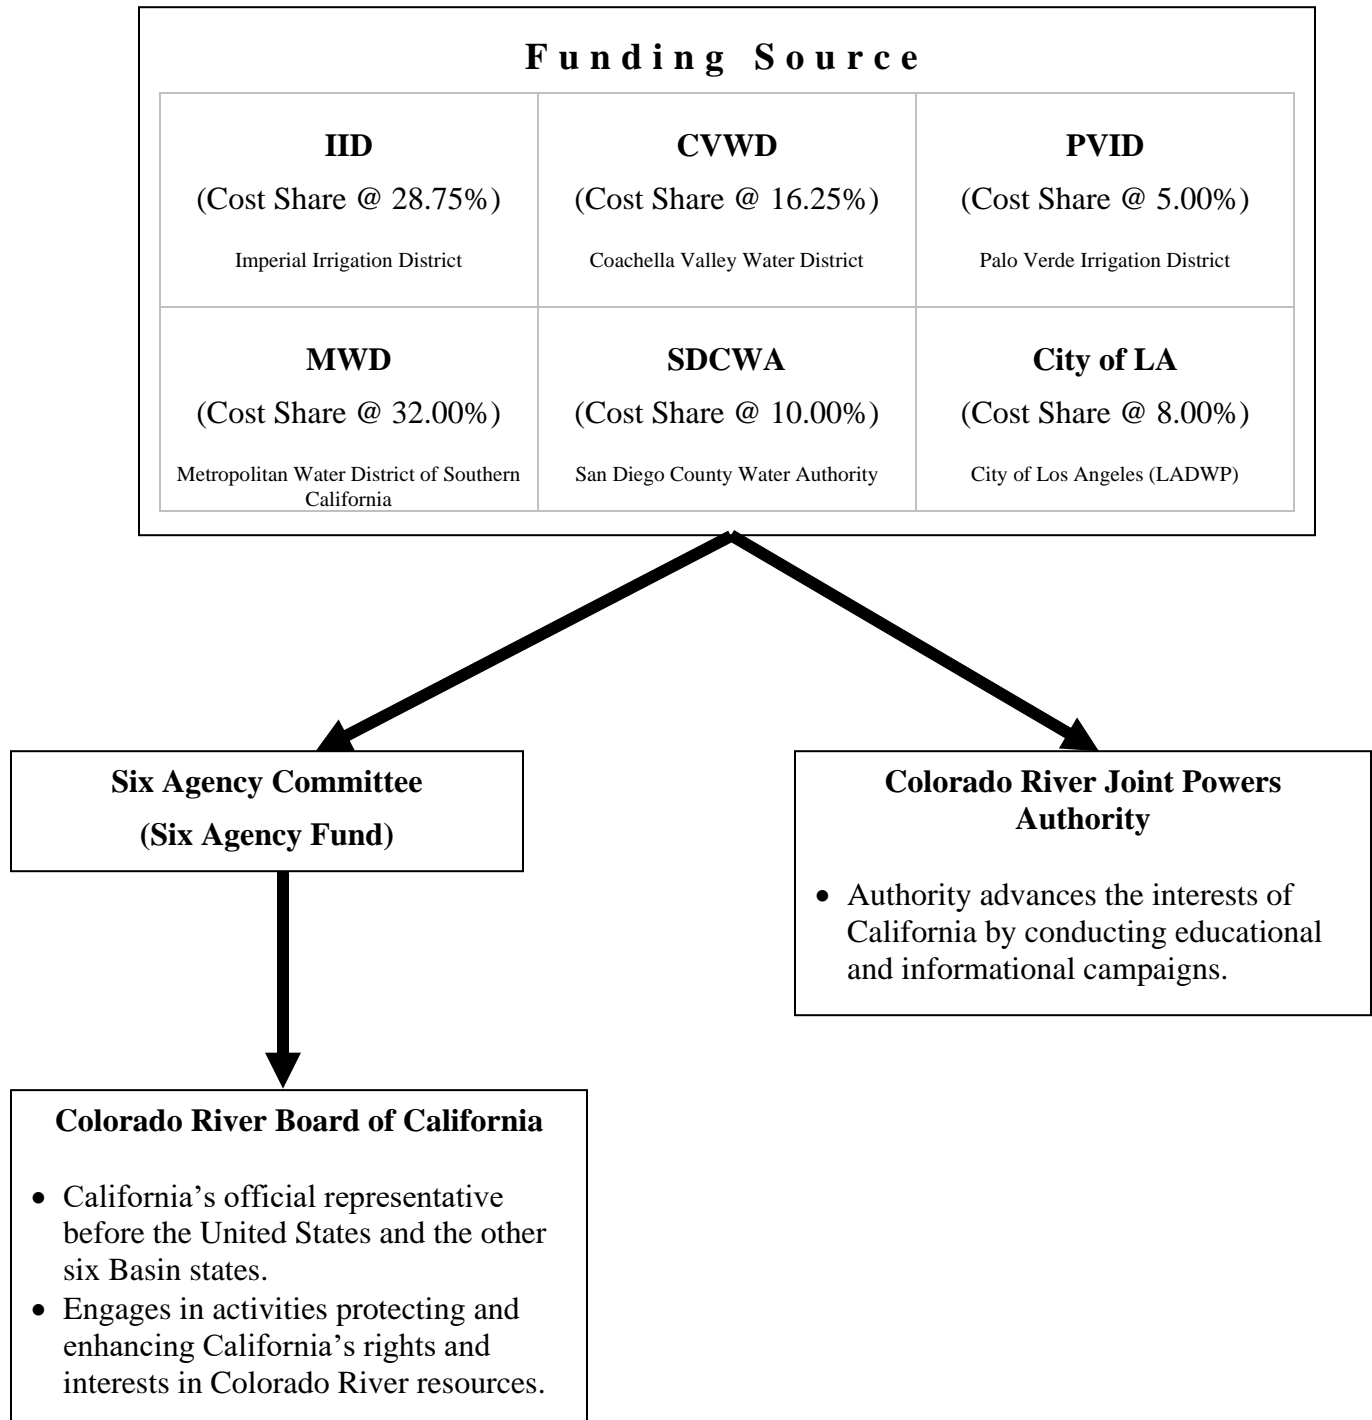 Funding Source
IID
(Cost Share @ 28.75%)
Imperial Irrigation District
CVWD
(Cost Share @ 16.25%)
Coachella Valley Water District
PVID
(Cost Share @ 5.00%)
Palo Verde Irrigation District
MWD
(Cost Share @ 32.00%)
Metropolitan Water District of Southern
California
SDCWA
(Cost Share @ 10.00%)
San Diego County Water Authority
City of LA
(Cost Share @ 8.00%)
City of Los Angeles (LADWP)
Six Agency Committee
(Six Agency Fund)
Colorado River Joint Powers
Authority
• Authority advances the interests of
California by conducting educational
and informational campaigns.
Colorado River Board of California
• California’s official representative
before the United States and the other
six Basin states.
• Engages in activities protecting and
enhancing California’s rights and
interests in Colorado River resources.